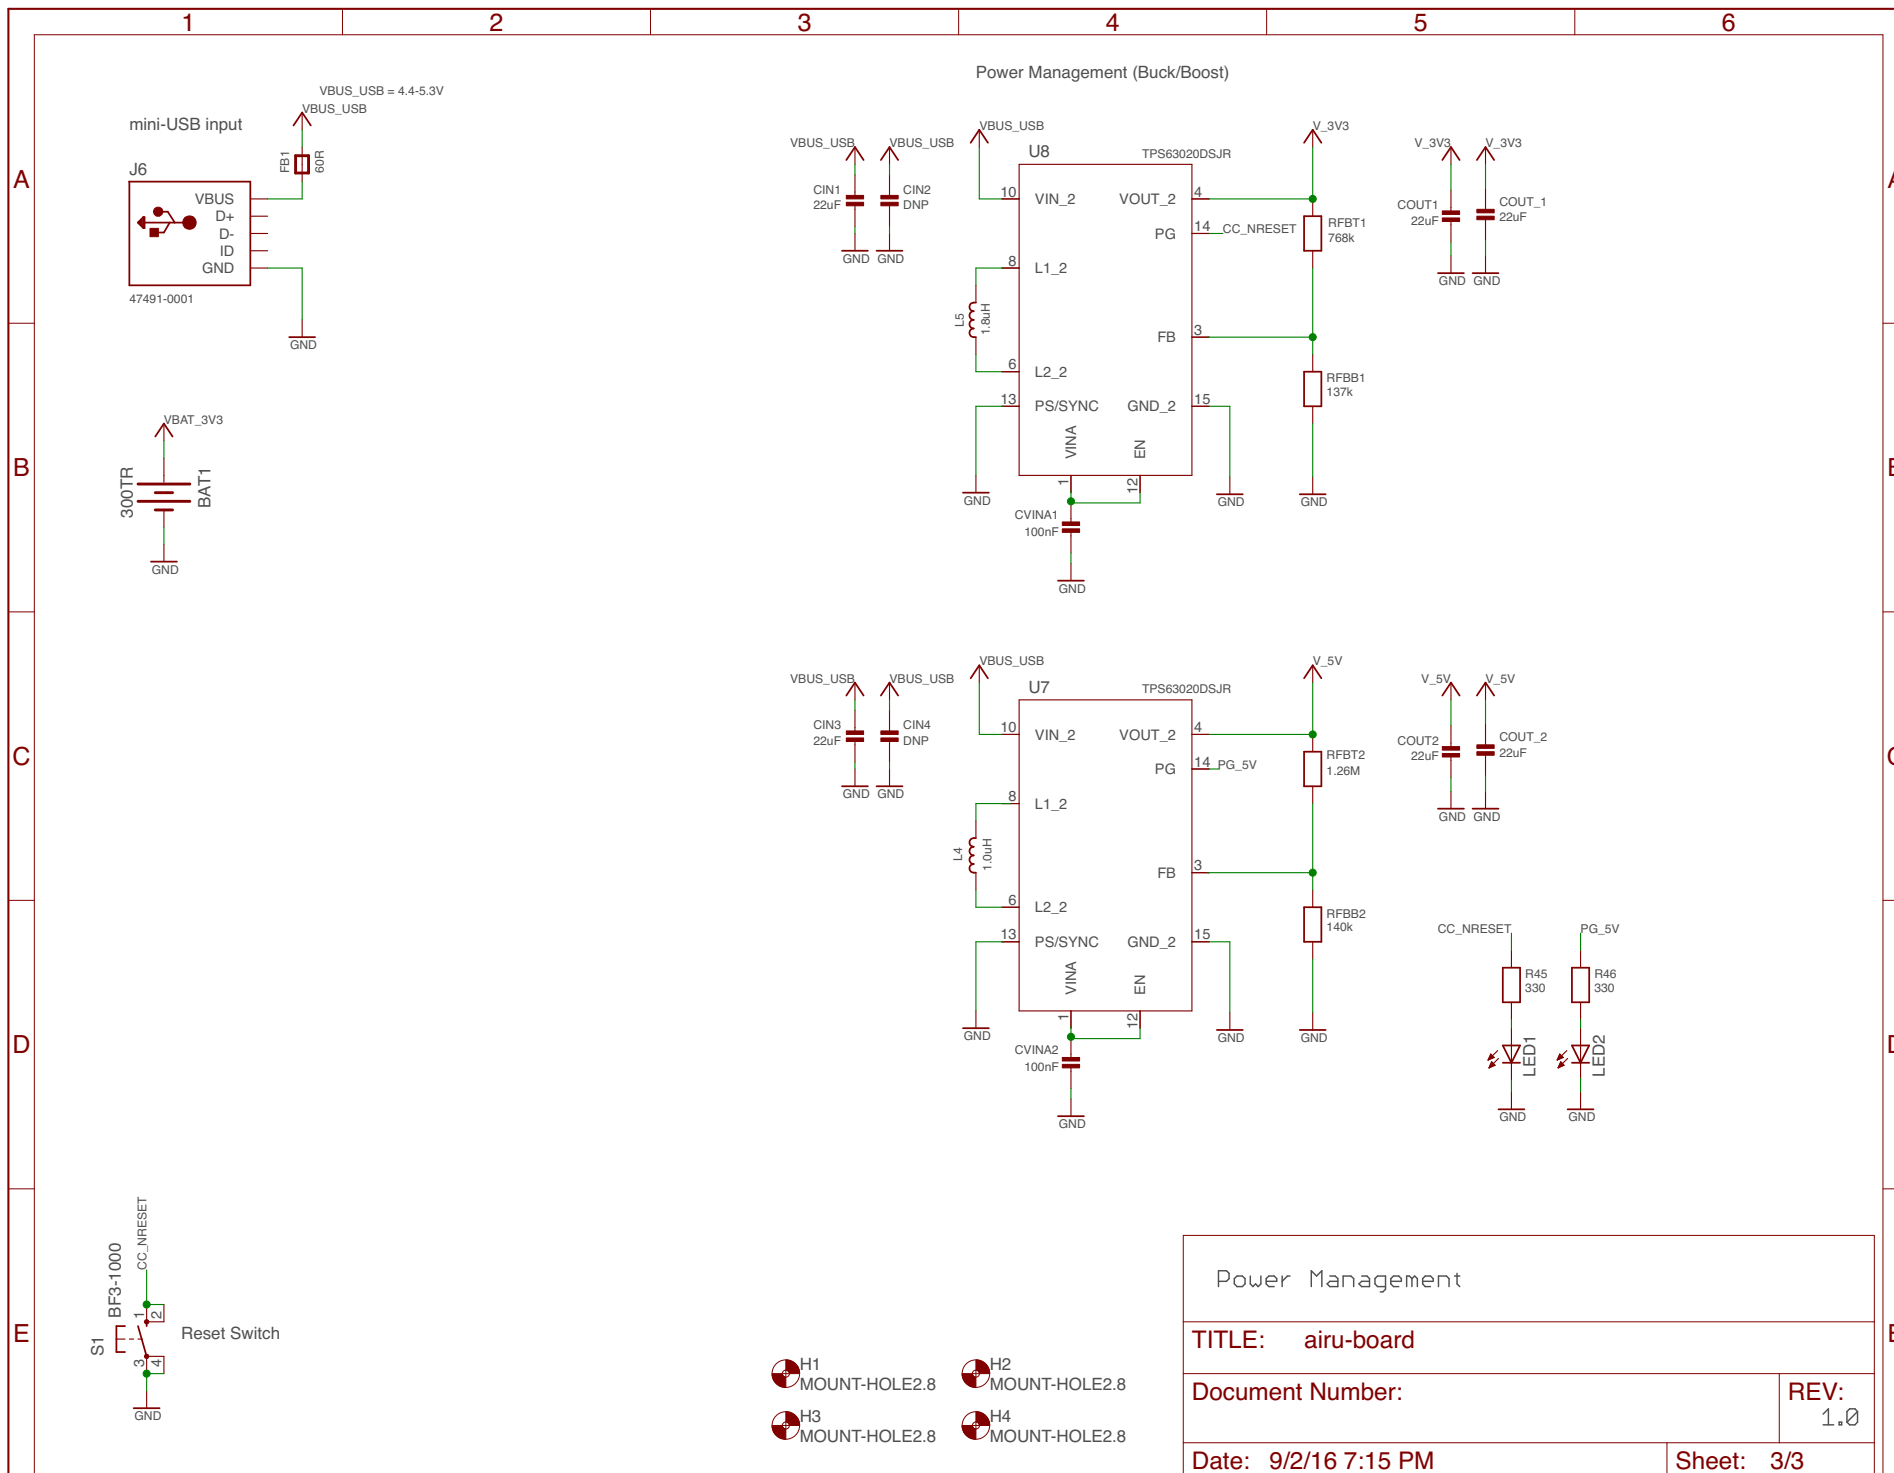 1 2 3 4 5 6
Power Management (Buck/Boost)
VBUS_USB = 4.4-5.3V
VBUS_USB
mini-USB input
FB1
60R
J6
VBUS
D+
D-
ID
GND
47491-0001
GND
A
VBUS_USB
VBUS_USB
CIN1
22uF
CIN2
DNP
GND
GND
VBUS_USB
U8
TPS63020DSJR
10
VIN_2
VOUT_2
4
PG
14
CC_NRESET
8
L1_2
L5
1.8uH
FB
3
6
L2_2
13
PS/SYNC
GND_2
15
VINA
EN
1
12
GND
CVINA1
100nF
GND
GND
V_3V3
RFBT1
768k
RFBB1
137k
GND
V_3V3
V_3V3
COUT1
22uF
COUT_1
22uF
GND
GND
B
VBAT_3V3
300TR
BAT1
GND
C
VBUS_USB
VBUS_USB
CIN3
22uF
CIN4
DNP
GND
GND
VBUS_USB
U7
TPS63020DSJR
10
VIN_2
VOUT_2
4
PG
14
PG_5V
8
L1_2
L4
1.0uH
FB
3
6
L2_2
13
PS/SYNC
GND_2
15
VINA
EN
1
12
GND
CVINA2
100nF
GND
GND
V_5V
RFBT2
1.26M
RFBB2
140k
GND
V_5V
V_5V
COUT2
22uF
COUT_2
22uF
GND
GND
D
CC_NRESET
R45
330
LED1
GND
PG_5V
R46
330
LED2
GND
E
CC_NRESET
BF3-1000
S1
1
2
3
4
Reset Switch
GND
H1
MOUNT-HOLE2.8
H2
MOUNT-HOLE2.8
H3
MOUNT-HOLE2.8
H4
MOUNT-HOLE2.8
Power Management
TITLE: airu-board
Document Number:
REV:
1.0
Date: 9/2/16 7:15 PM
Sheet: 3/3